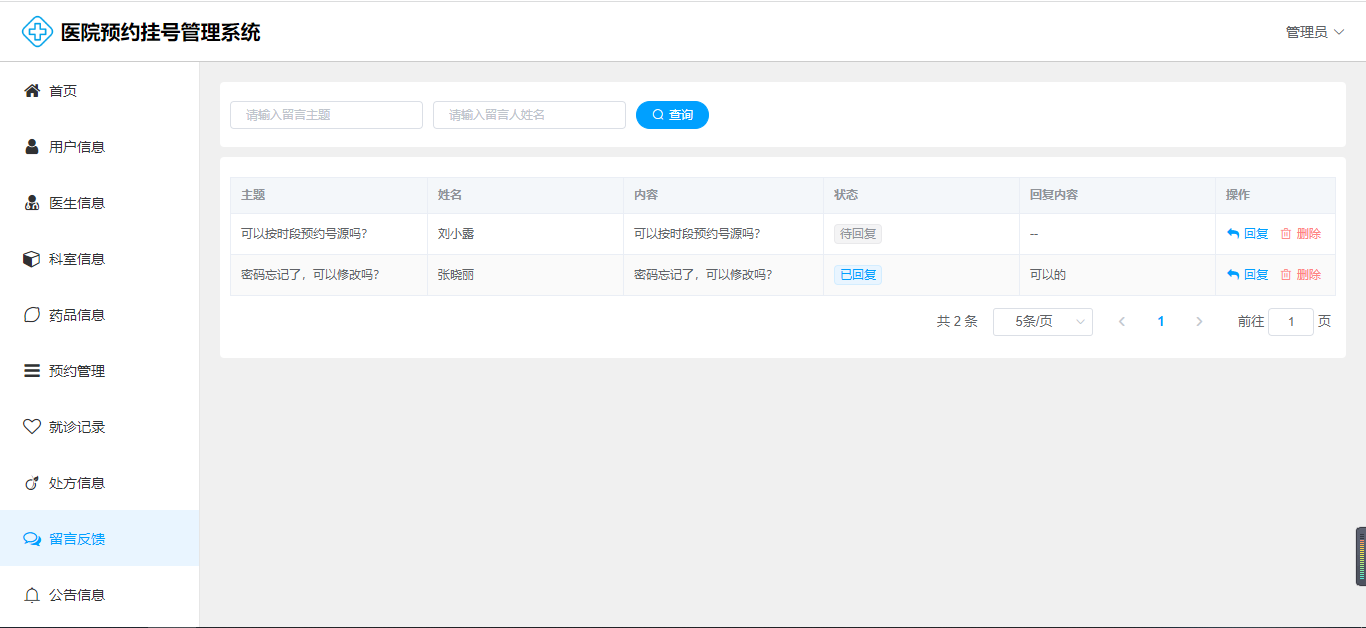 医院预约挂号管理系统
管理员
首页
用户信息
医生信息
科室信息
药品信息
预约管理
就诊记录
处方信息
留言反馈
公告信息
请输入留言主题 请输入留言人姓名 查询
主题 姓名 内容 状态 回复内容 操作
可以按时段预约号源吗? 刘小露 可以按时段预约号源吗? 待回复 -- 回复 删除
密码忘记了，可以修改吗? 张晓丽 密码忘记了，可以修改吗? 已回复 可以的 回复 删除
共 2 条 5条/页 1 前往 1 页